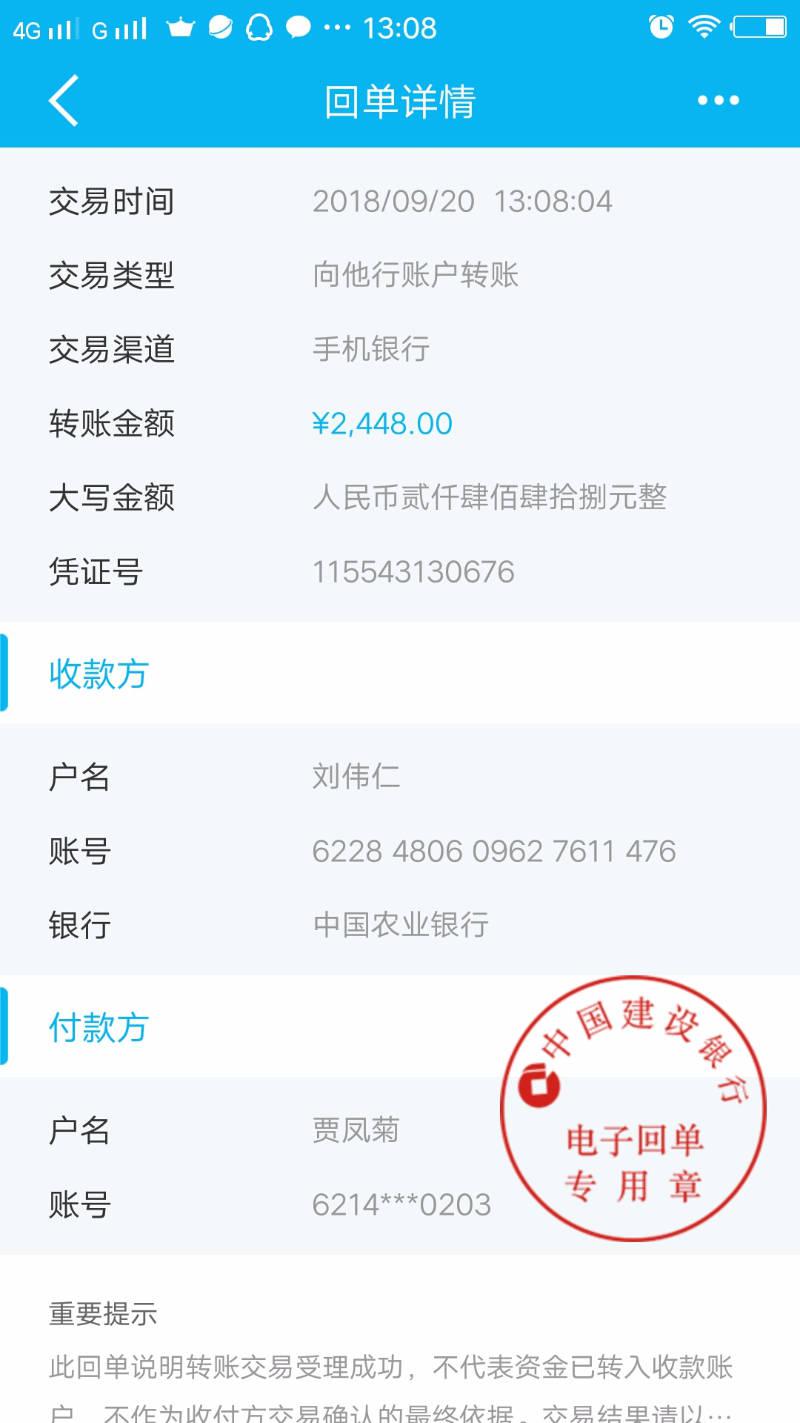 4G G 13:08
回单详情
交易时间 2018/09/20 13:08:04
交易类型 向他行账户转账
交易渠道 手机银行
转账金额 ¥2,448.00
大写金额 人民币贰仟肆佰肆拾捌元整
凭证号 115543130676
收款方
户名 刘伟仁
账号 6228 4806 0962 7611 476
银行 中国农业银行
付款方
中国建设银行
电子回单
专用章
户名 贾凤菊
账号 6214***0203
重要提示
此回单说明转账交易受理成功，不代表资金已转入收款账
户，不作为收付方交易确认的最终依据。交易结果请以…